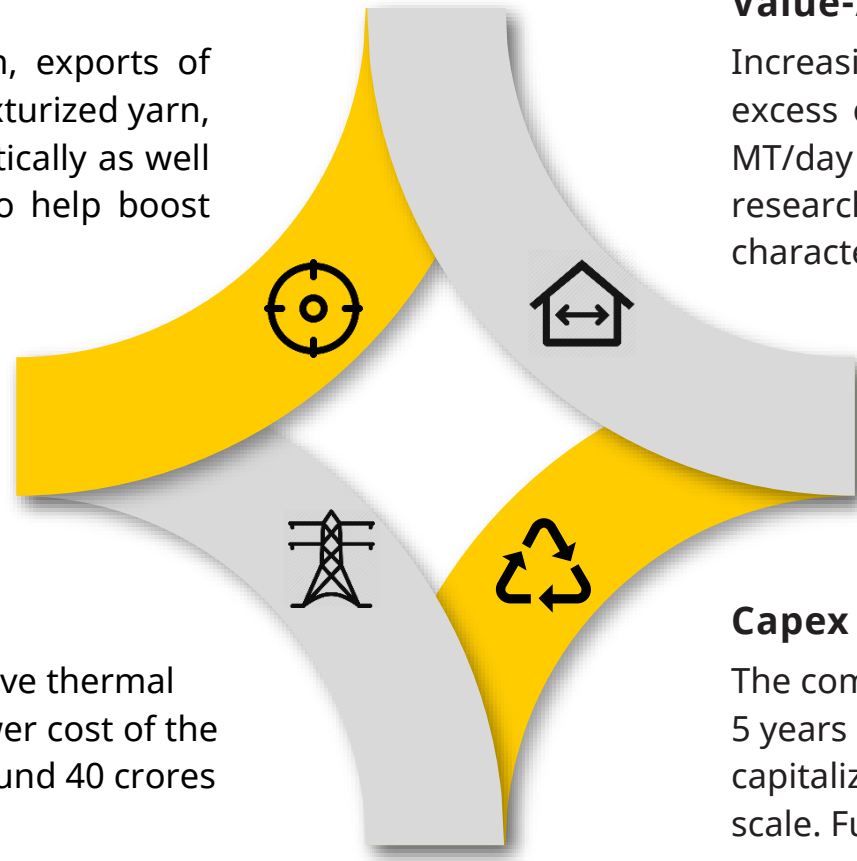 n, exports of
xturized yarn,
tically as well
o help boost
Value-
Increasi
excess
MT/day
research
characte
ve thermal
wer cost of the
und 40 crores
Capex
The com
5 years
capitaliz
scale. Fu